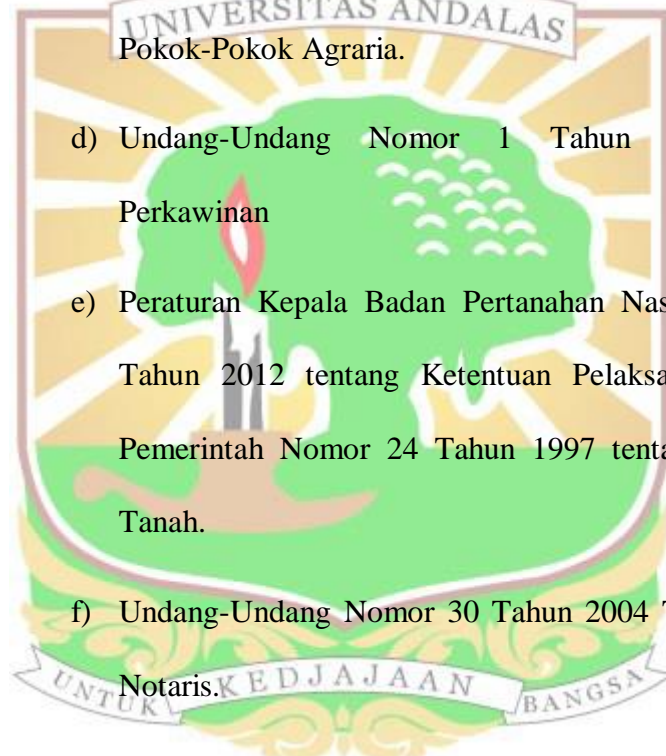 UNIVERSITAS ANDALAS
Pokok-Pokok Agraria.
d) Undang-Undang Nomor 1 Tahun
Perkawinan
e) Peraturan Kepala Badan Pertanahan Nas
Tahun 2012 tentang Ketentuan Pelaksa
Pemerintah Nomor 24 Tahun 1997 tenta
Tanah.
f) Undang-Undang Nomor 30 Tahun 2004 T
Notaris.
UNTUK KEDJAJAAN BANGSA